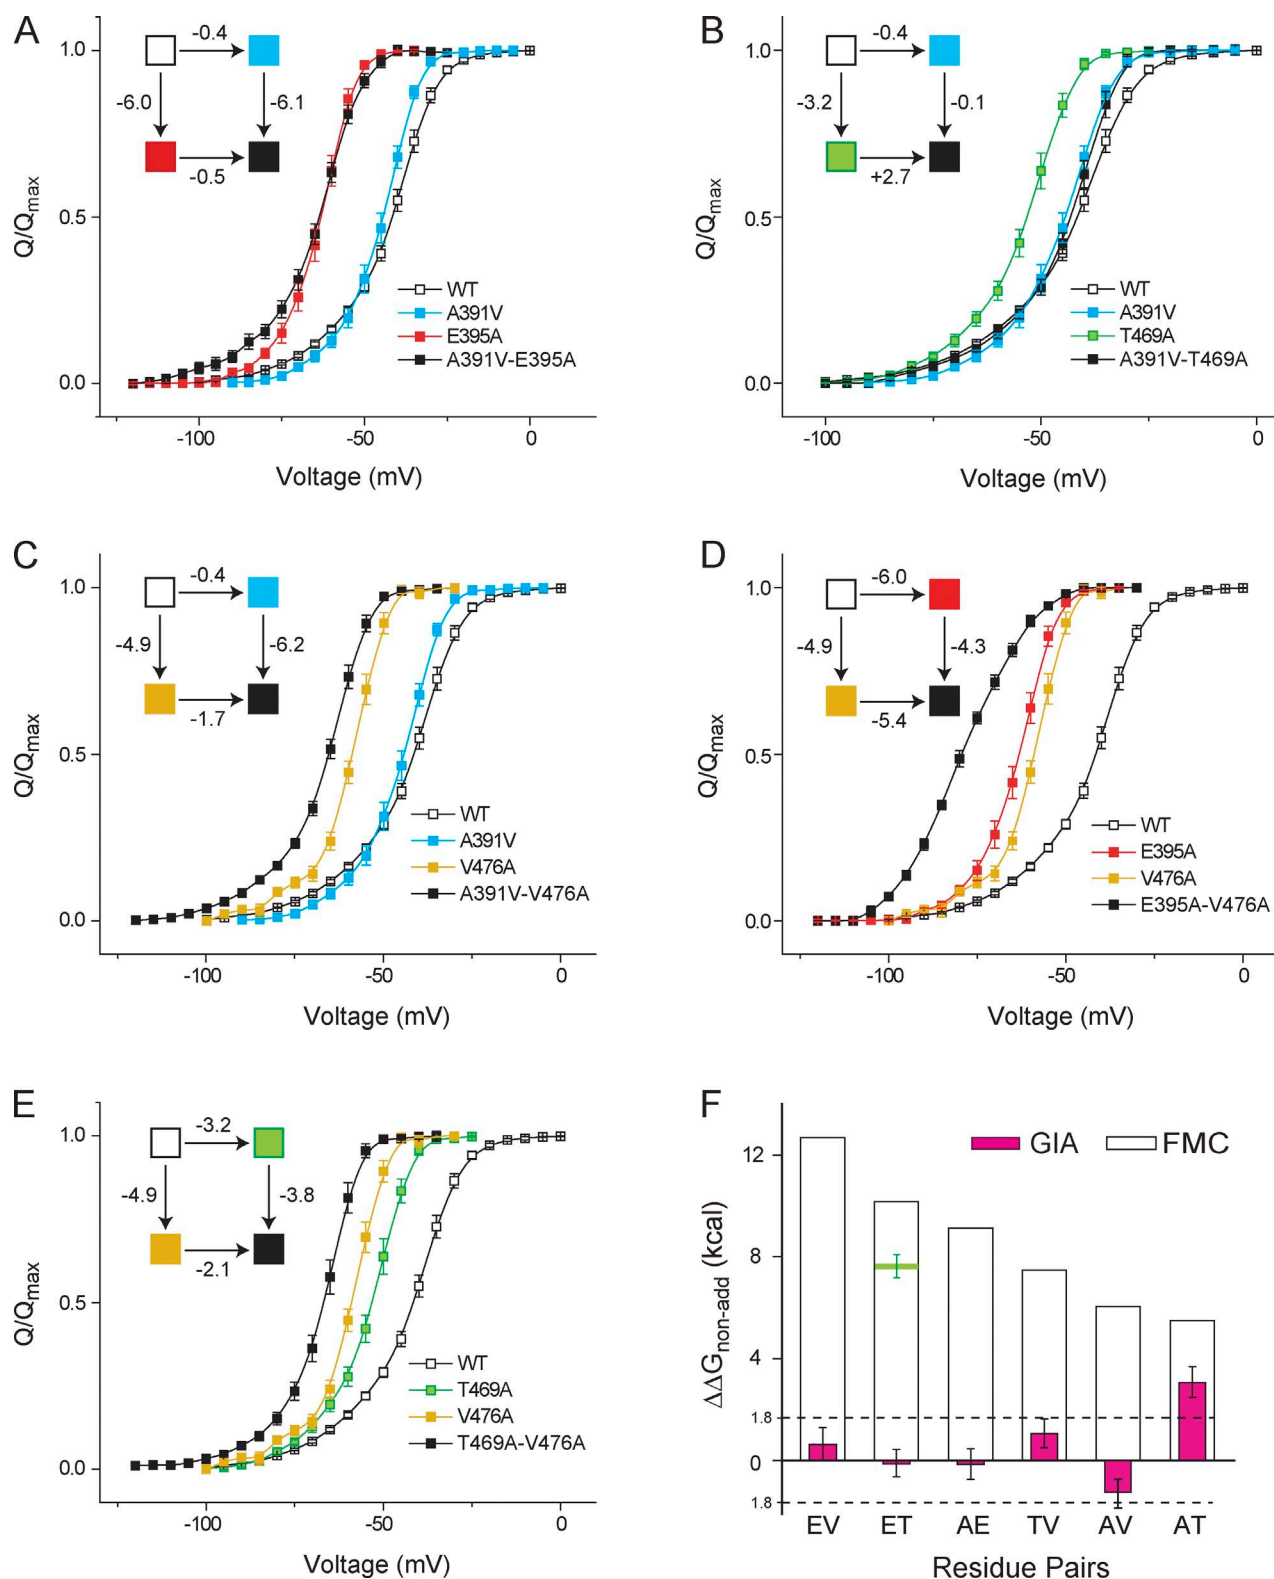 A
-0.4
-6.0
-6.1
-0.5
1.0
0.5
0.0
Q/Qmax
WT
A391V
E395A
A391V-E395A
-100
-50
0
Voltage (mV)
B
-0.4
-3.2
-0.1
+2.7
1.0
0.5
0.0
Q/Qmax
WT
A391V
T469A
A391V-T469A
-100
-50
0
Voltage (mV)
C
-0.4
-4.9
-6.2
-1.7
1.0
0.5
0.0
Q/Qmax
WT
A391V
V476A
A391V-V476A
-100
-50
0
Voltage (mV)
D
-6.0
-4.9
-4.3
-5.4
1.0
0.5
0.0
Q/Qmax
WT
E395A
V476A
E395A-V476A
-100
-50
0
Voltage (mV)
E
-3.2
-4.9
-3.8
-2.1
1.0
0.5
0.0
Q/Qmax
WT
T469A
V476A
T469A-V476A
-100
-50
0
Voltage (mV)
F
GIA
FMC
12
8
4
1.8
0
1.8
ΔΔGnon-add (kcal)
EV ET AE TV AV AT
Residue Pairs